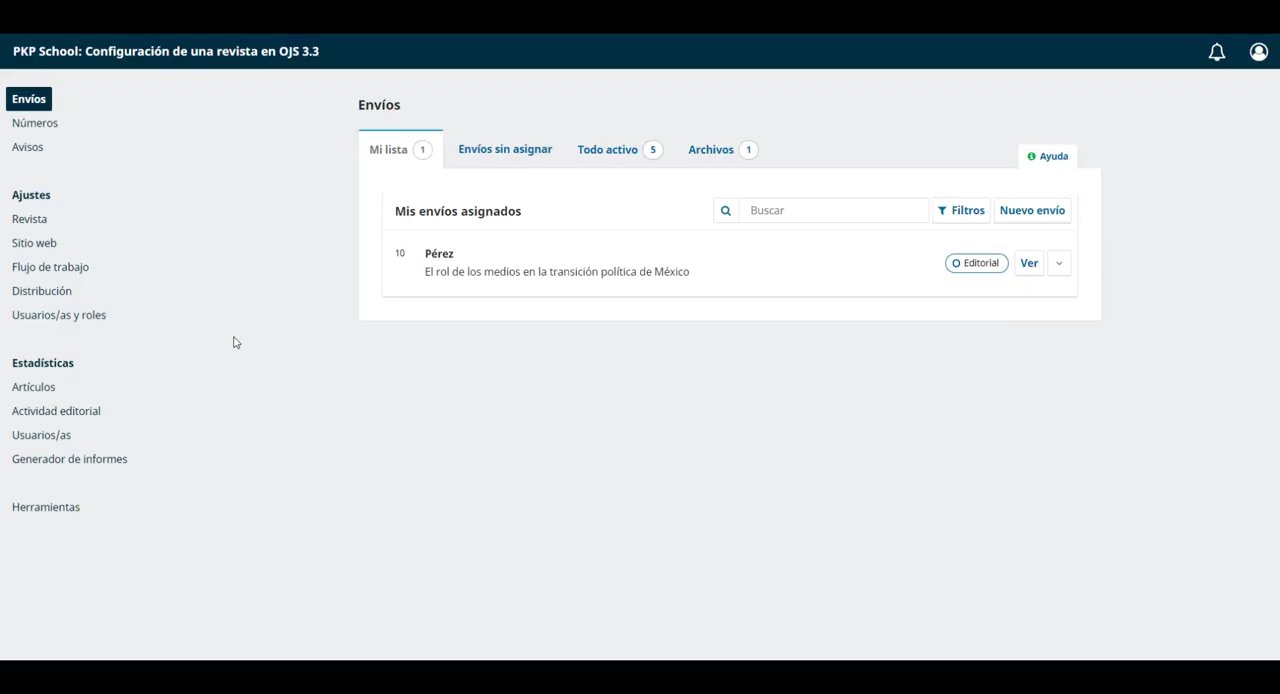 PKP School: Configuración de una revista en OJS 3.3
Envíos
Números
Avisos
Ajustes
Revista
Sitio web
Flujo de trabajo
Distribución
Usuarios/as y roles
Estadísticas
Artículos
Actividad editorial
Usuarios/as
Generador de informes
Herramientas
Envíos
Mi lista 1 Envíos sin asignar Todo activo 5 Archivos 1
Ayuda
Mis envíos asignados Buscar Filtros Nuevo envío
10 Pérez
El rol de los medios en la transición política de México
Editorial Ver